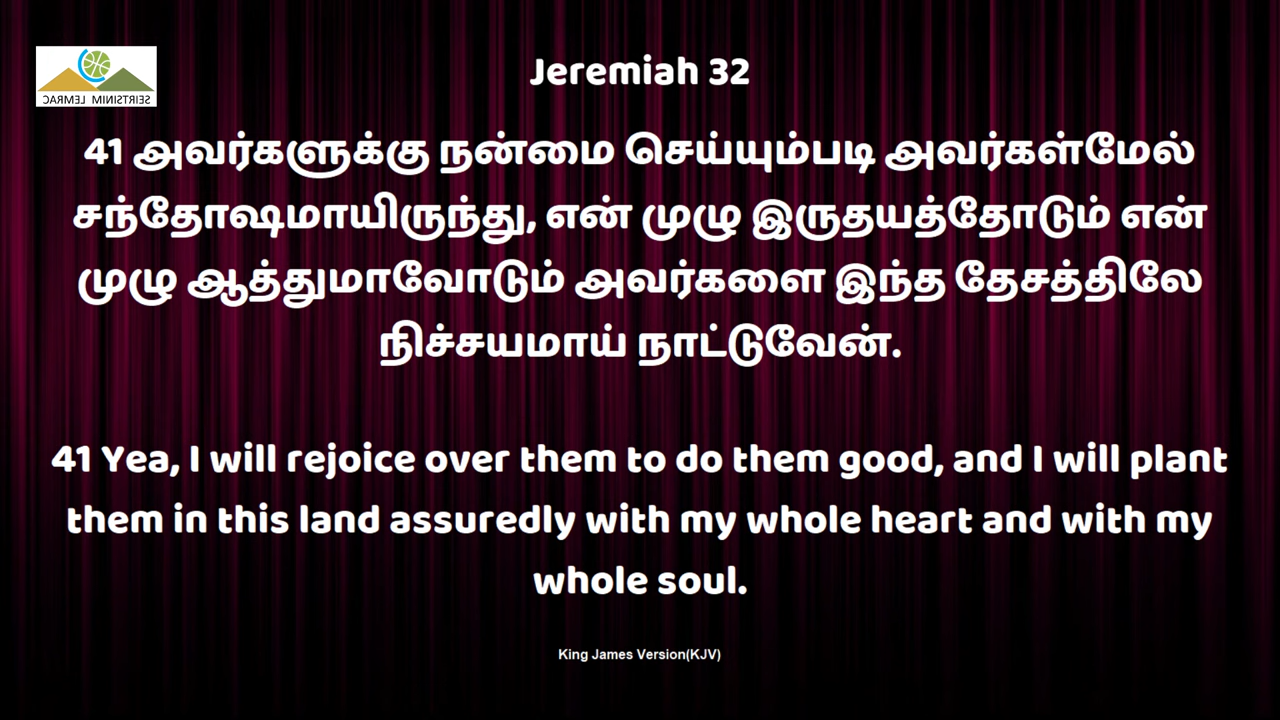 CARMEL MINISTRIES
Jeremiah 32
41 அவர்களுக்கு நன்மை செய்யும்படி அவர்கள்மேல்
சந்தோஷமாயிருந்து, என் முழு இருதயத்தோடும் என்
முழு ஆத்துமாவோடும் அவர்களை இந்த தேசத்திலே
நிச்சயமாய் நாட்டுவேன்.
41 Yea, I will rejoice over them to do them good, and I will plant
them in this land assuredly with my whole heart and with my
whole soul.
King James Version(KJV)